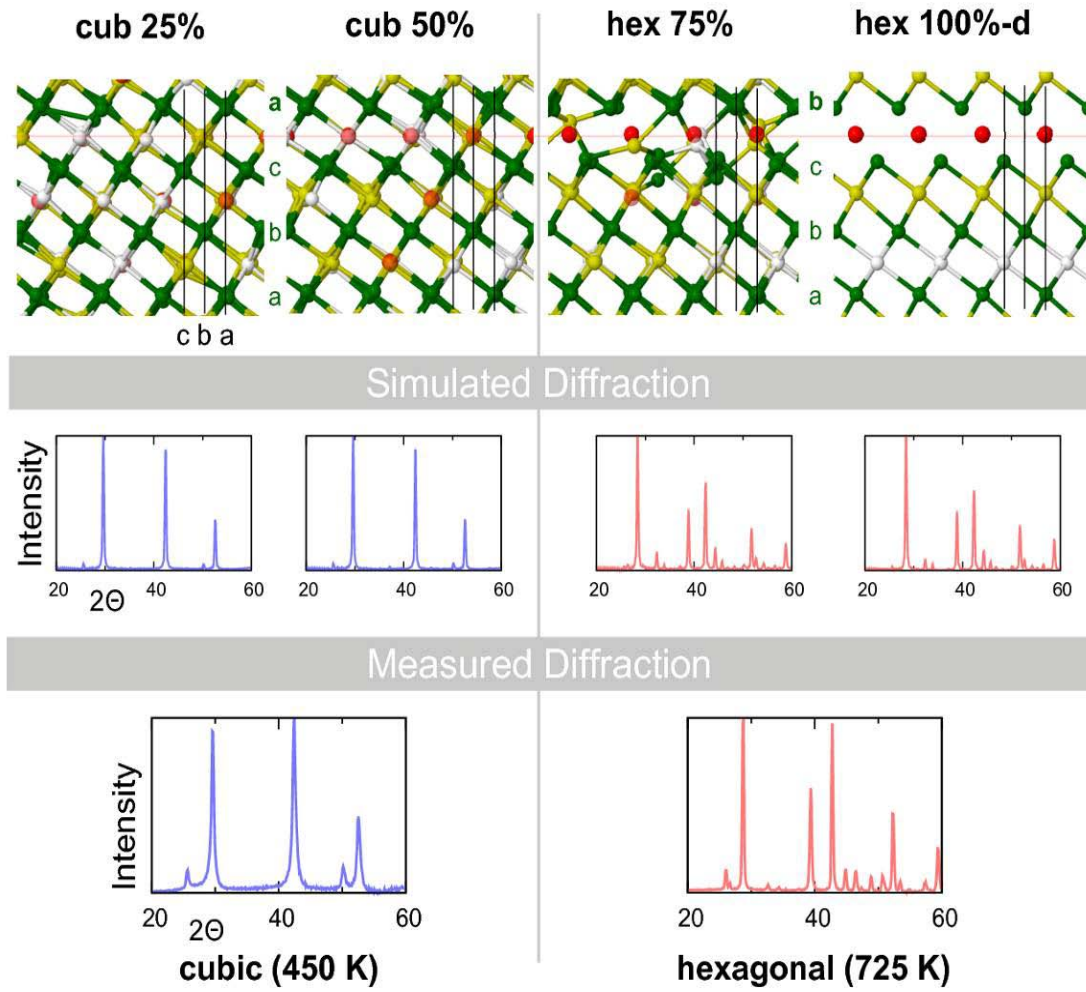 cub 25% cub 50% hex 75% hex 100%-d
a b
c c
b b
a a
c b a
Simulated Diffraction
Intensity
20 40 60 20 40 60 20 40 60 20 40 60
2Θ
Measured Diffraction
Intensity
20 40 60 20 40 60
2Θ
cubic (450 K) hexagonal (725 K)